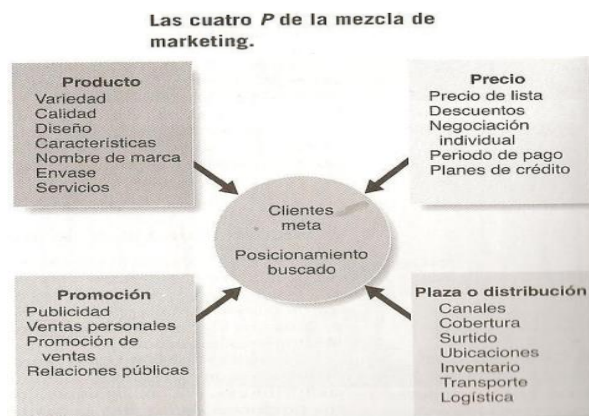 Las cuatro P de la mezcla de
marketing.
Producto
Variedad
Calidad
Diseño
Características
Nombre de marca
Envase
Servicios
Precio
Precio de lista
Descuentos
Negociación
individual
Periodo de pago
Planes de crédito
Clientes
meta
Posicionamiento
buscado
Promoción
Publicidad
Ventas personales
Promoción de
ventas
Relaciones públicas
Plaza o distribución
Canales
Cobertura
Surtido
Ubicaciones
Inventario
Transporte
Logística